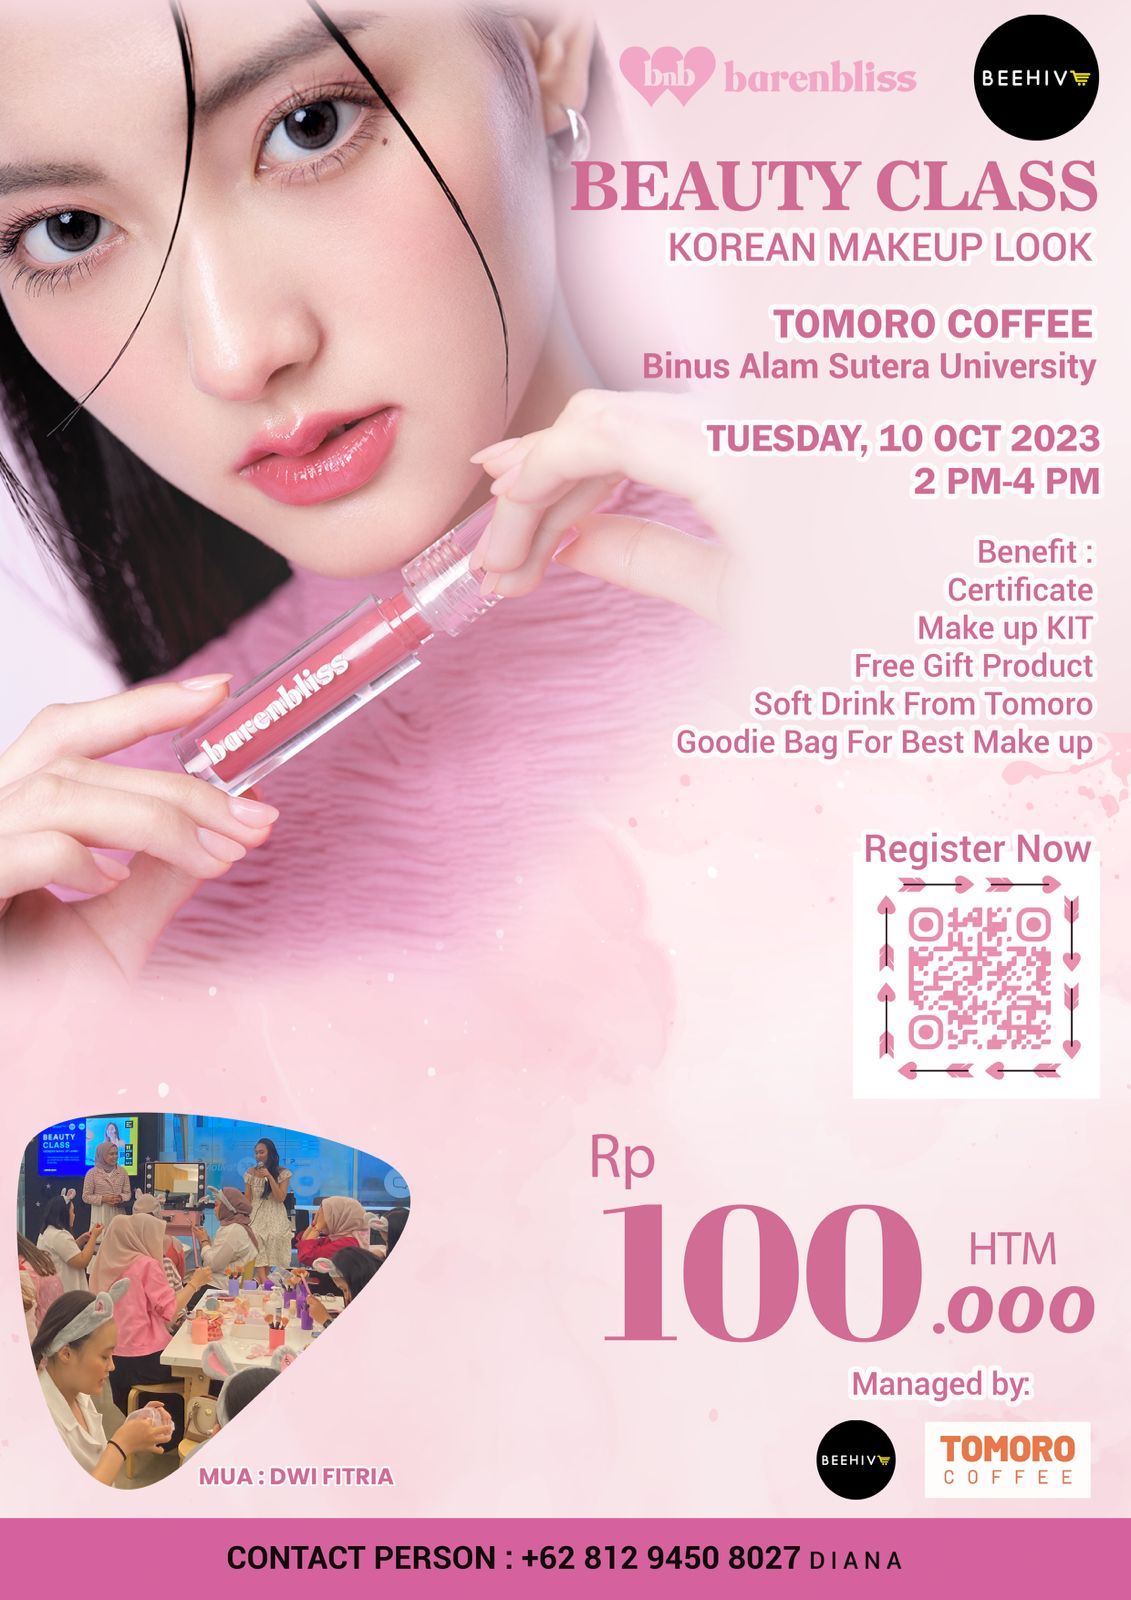 bnb barenbliss
BEEHIV
BEAUTY CLASS
KOREAN MAKEUP LOOK
TOMORO COFFEE
Binus Alam Sutera University
TUESDAY, 10 OCT 2023
2 PM-4 PM
Benefit :
Certificate
Make up KIT
Free Gift Product
Soft Drink From Tomoro
Goodie Bag For Best Make up
barenbliss
Register Now
BEAUTY
CLASS
Rp
100.000
HTM
Managed by:
BEEHIV
TOMORO
COFFEE
MUA : DWI FITRIA
CONTACT PERSON : +62 812 9450 8027 DIANA